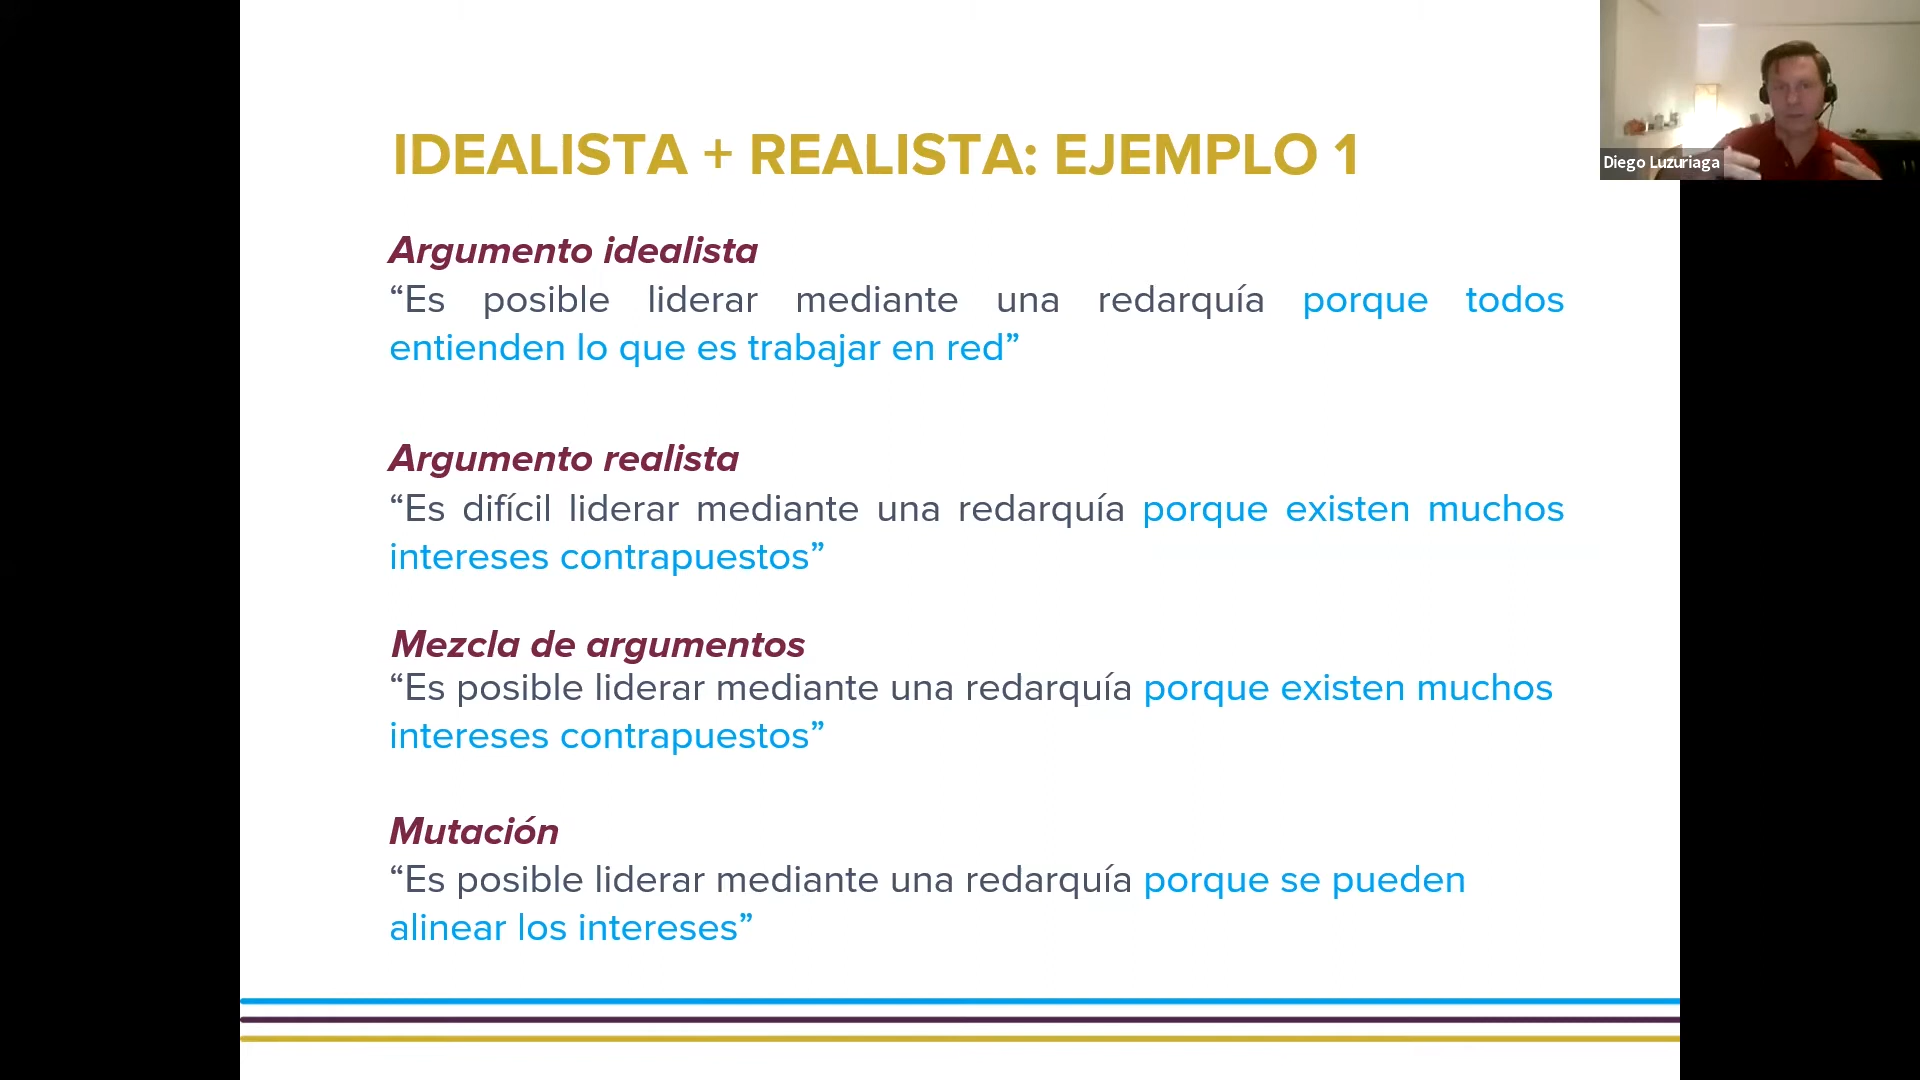 IDEALISTA + REALISTA: EJEMPLO 1
Diego Luzuriaga
Argumento idealista
“Es posible liderar mediante una redarquía porque todos
entienden lo que es trabajar en red”
Argumento realista
“Es difícil liderar mediante una redarquía porque existen muchos
intereses contrapuestos”
Mezcla de argumentos
“Es posible liderar mediante una redarquía porque existen muchos
intereses contrapuestos”
Mutación
“Es posible liderar mediante una redarquía porque se pueden
alinear los intereses”